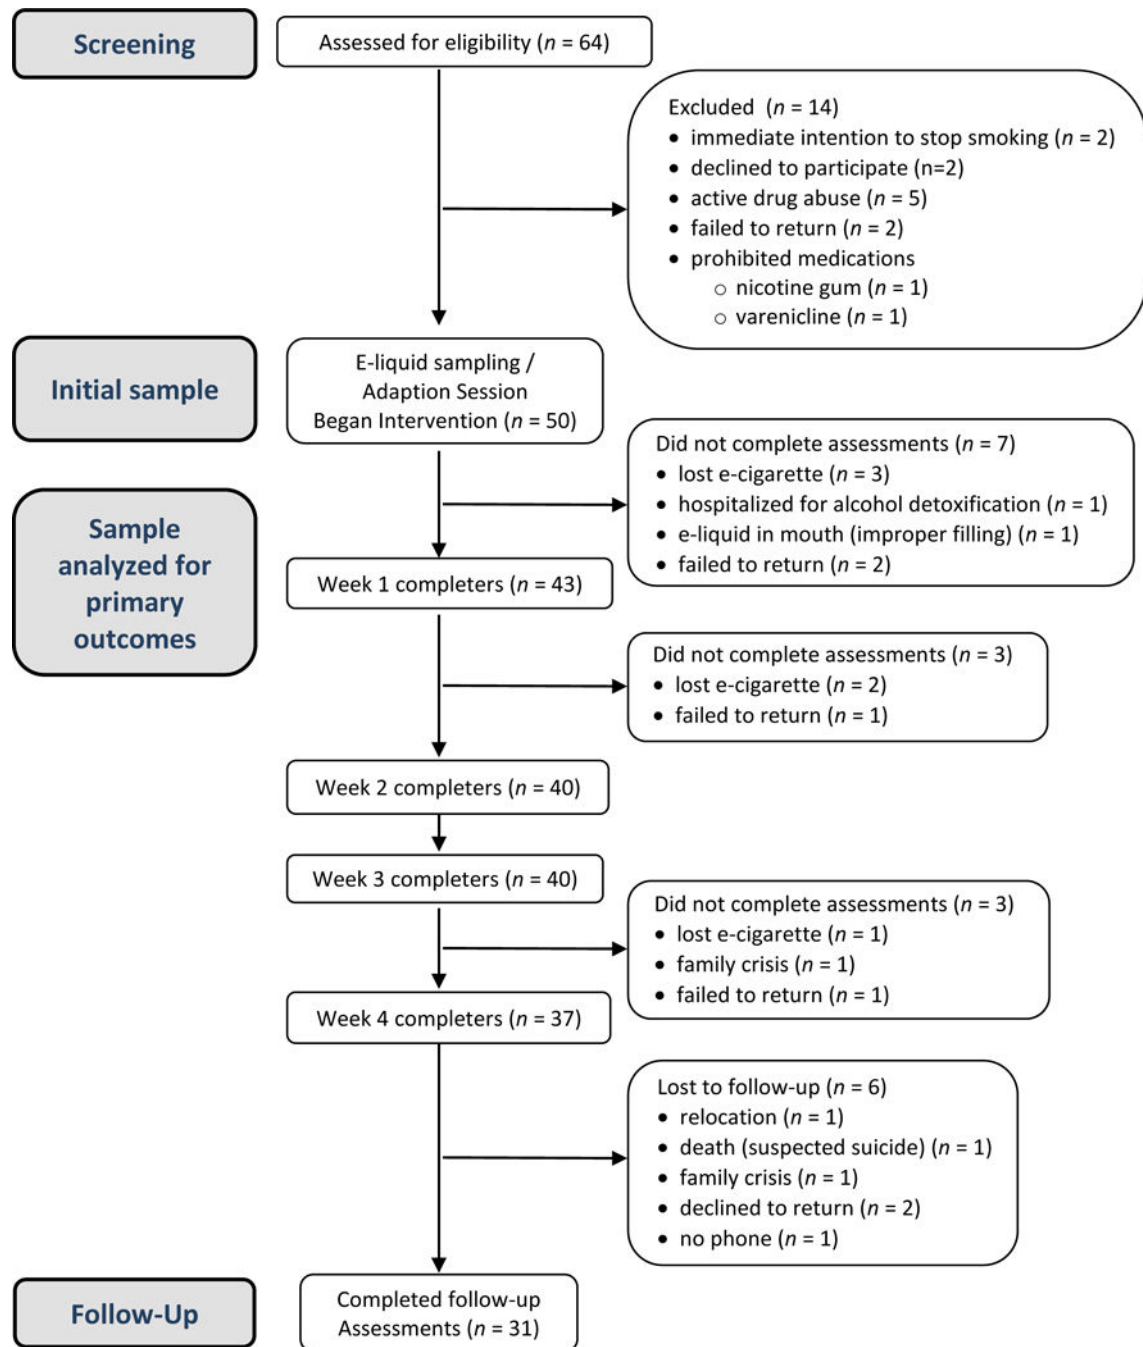 Screening
Assessed for eligibility (n = 64)
Excluded (n = 14)
• immediate intention to stop smoking (n = 2)
• declined to participate (n=2)
• active drug abuse (n = 5)
• failed to return (n = 2)
• prohibited medications
o nicotine gum (n = 1)
o varenicline (n = 1)
Initial sample
E-liquid sampling /
Adaption Session
Began Intervention (n = 50)
Did not complete assessments (n = 7)
• lost e-cigarette (n = 3)
• hospitalized for alcohol detoxification (n = 1)
• e-liquid in mouth (improper filling) (n = 1)
• failed to return (n = 2)
Sample
analyzed for
primary
outcomes
Week 1 completers (n = 43)
Did not complete assessments (n = 3)
• lost e-cigarette (n = 2)
• failed to return (n = 1)
Week 2 completers (n = 40)
Week 3 completers (n = 40)
Did not complete assessments (n = 3)
• lost e-cigarette (n = 1)
• family crisis (n = 1)
• failed to return (n = 1)
Week 4 completers (n = 37)
Lost to follow-up (n = 6)
• relocation (n = 1)
• death (suspected suicide) (n = 1)
• family crisis (n = 1)
• declined to return (n = 2)
• no phone (n = 1)
Follow-Up
Completed follow-up
Assessments (n = 31)